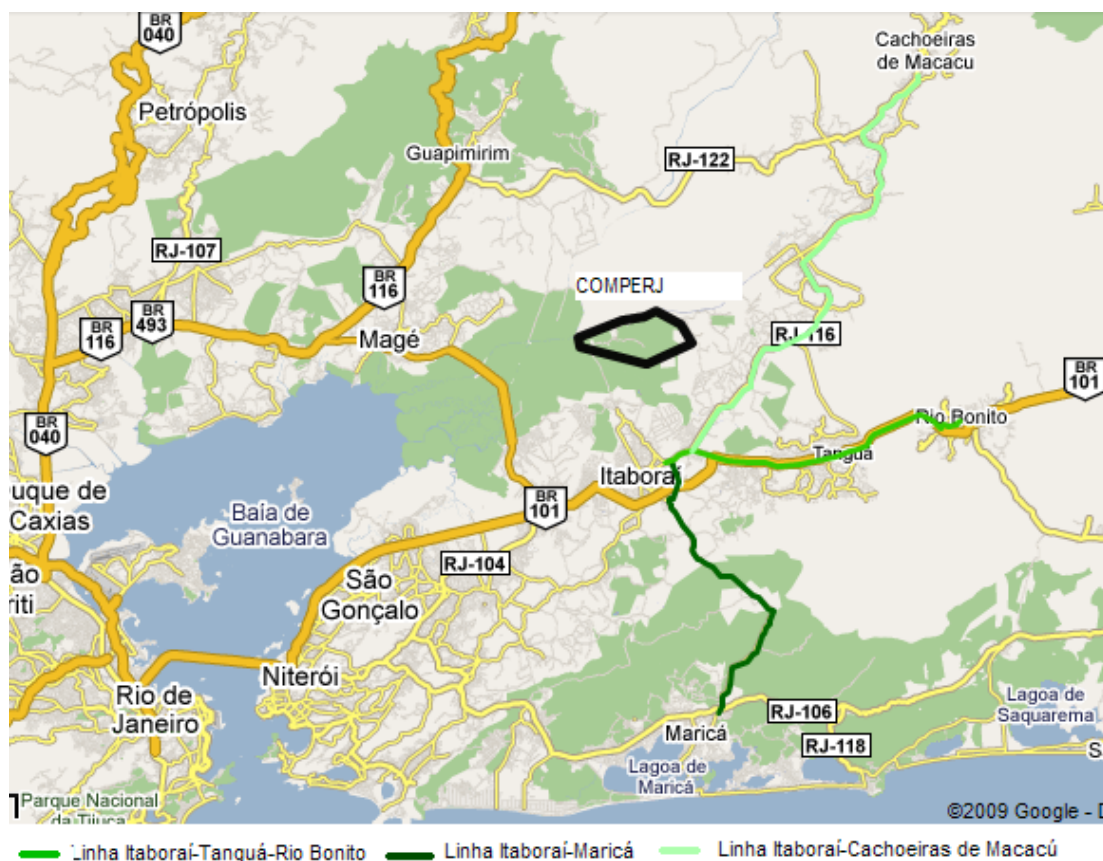 BR
040
Cachoeiras
de Macacu
Petrópolis
Guapimirim
RJ-122
RJ-107
BR
116
COMPERJ
BR
493
BR
116
Magé
RJ-116
BR
101
Rio Bonito
BR
040
Tanguá
Itaboraí
BR
101
uque de
Caxias
Baía de
Guanabara
RJ-104
São
Gonçalo
ão
riti
Niterói
Rio de
Janeiro
RJ-106
Lagoa de
Saquarema
Maricá
RJ-118
S
Lagoa de
Maricá
Parque Nacional
da Tijuca
©2009 Google - D
Linha Itaboraí-Tanguá-Rio Bonito
Linha Itaboraí-Maricá
Linha Itaboraí-Cachoeiras de Macacú